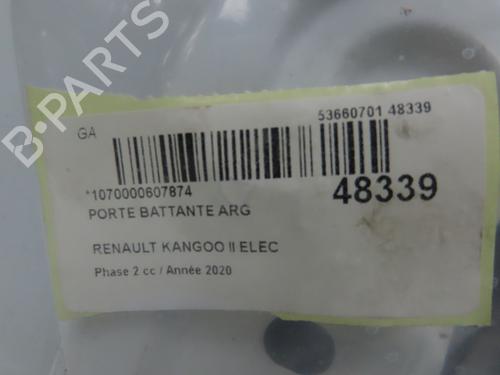 53660701 48339
GA
*1070000607874
48339
PORTE BATTANTE ARG
RENAULT KANGOO II ELEC
Phase 2 cc / Année 2020
B-PARTS